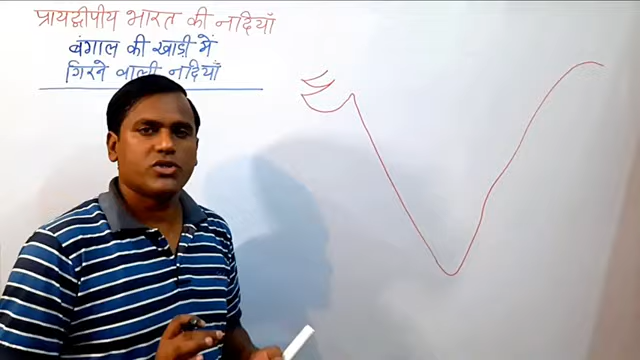 प्रायद्वीपीय भारत की नदियाँ
बंगाल की खाड़ी में
गिरने वाली नदियाँ